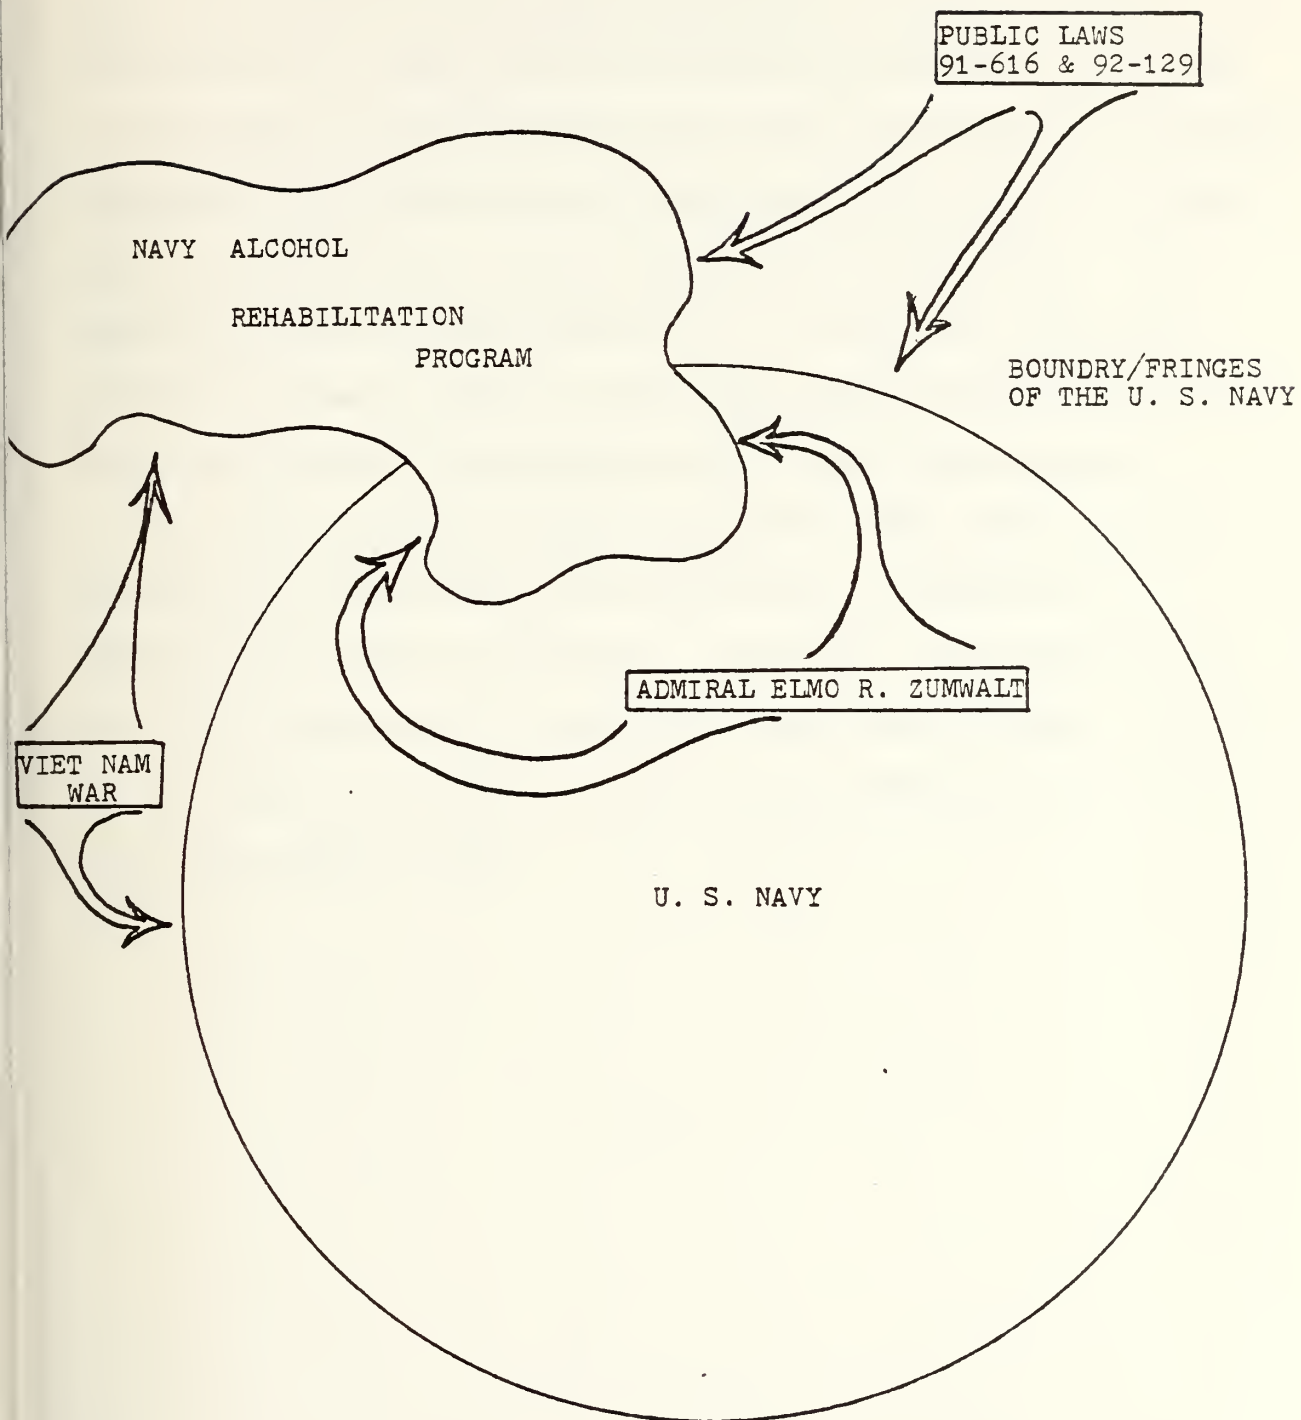 PUBLIC LAWS
91-616 & 92-129
NAVY ALCOHOL
REHABILITATION
PROGRAM
BOUNDRY/FRINGES
OF THE U. S. NAVY
ADMIRAL ELMO R. ZUMWALT
VIET NAM
WAR
U. S. NAVY